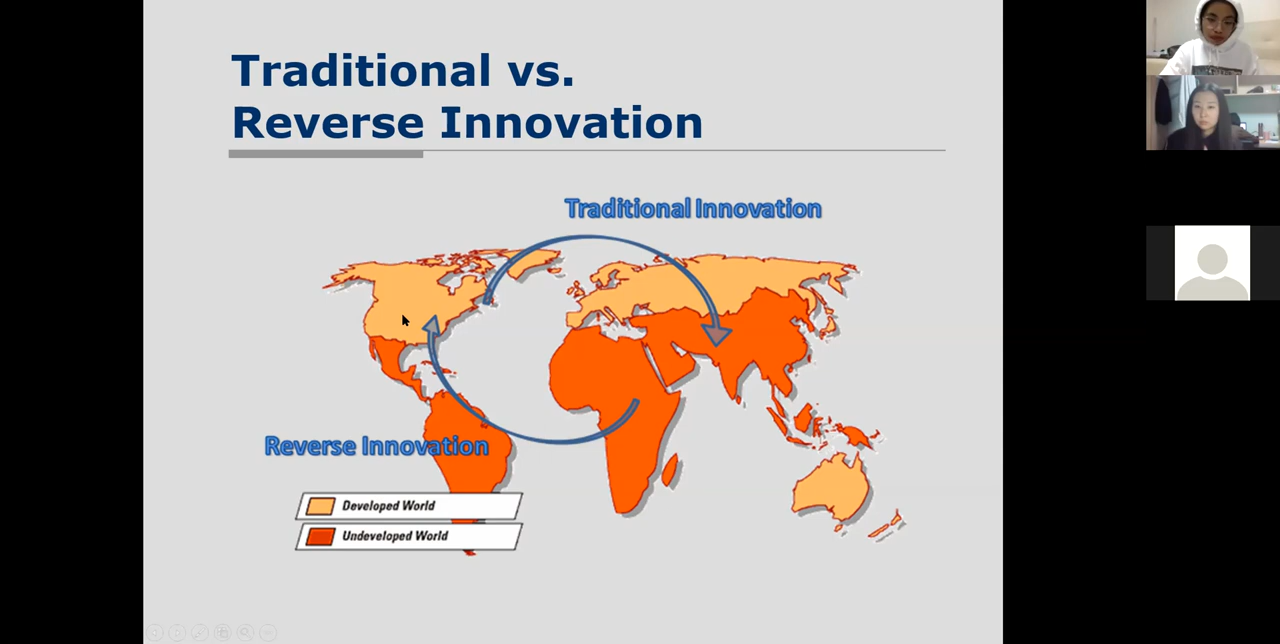 Traditional vs.
Reverse Innovation
Traditional Innovation
Reverse Innovation
Developed World
Undeveloped World